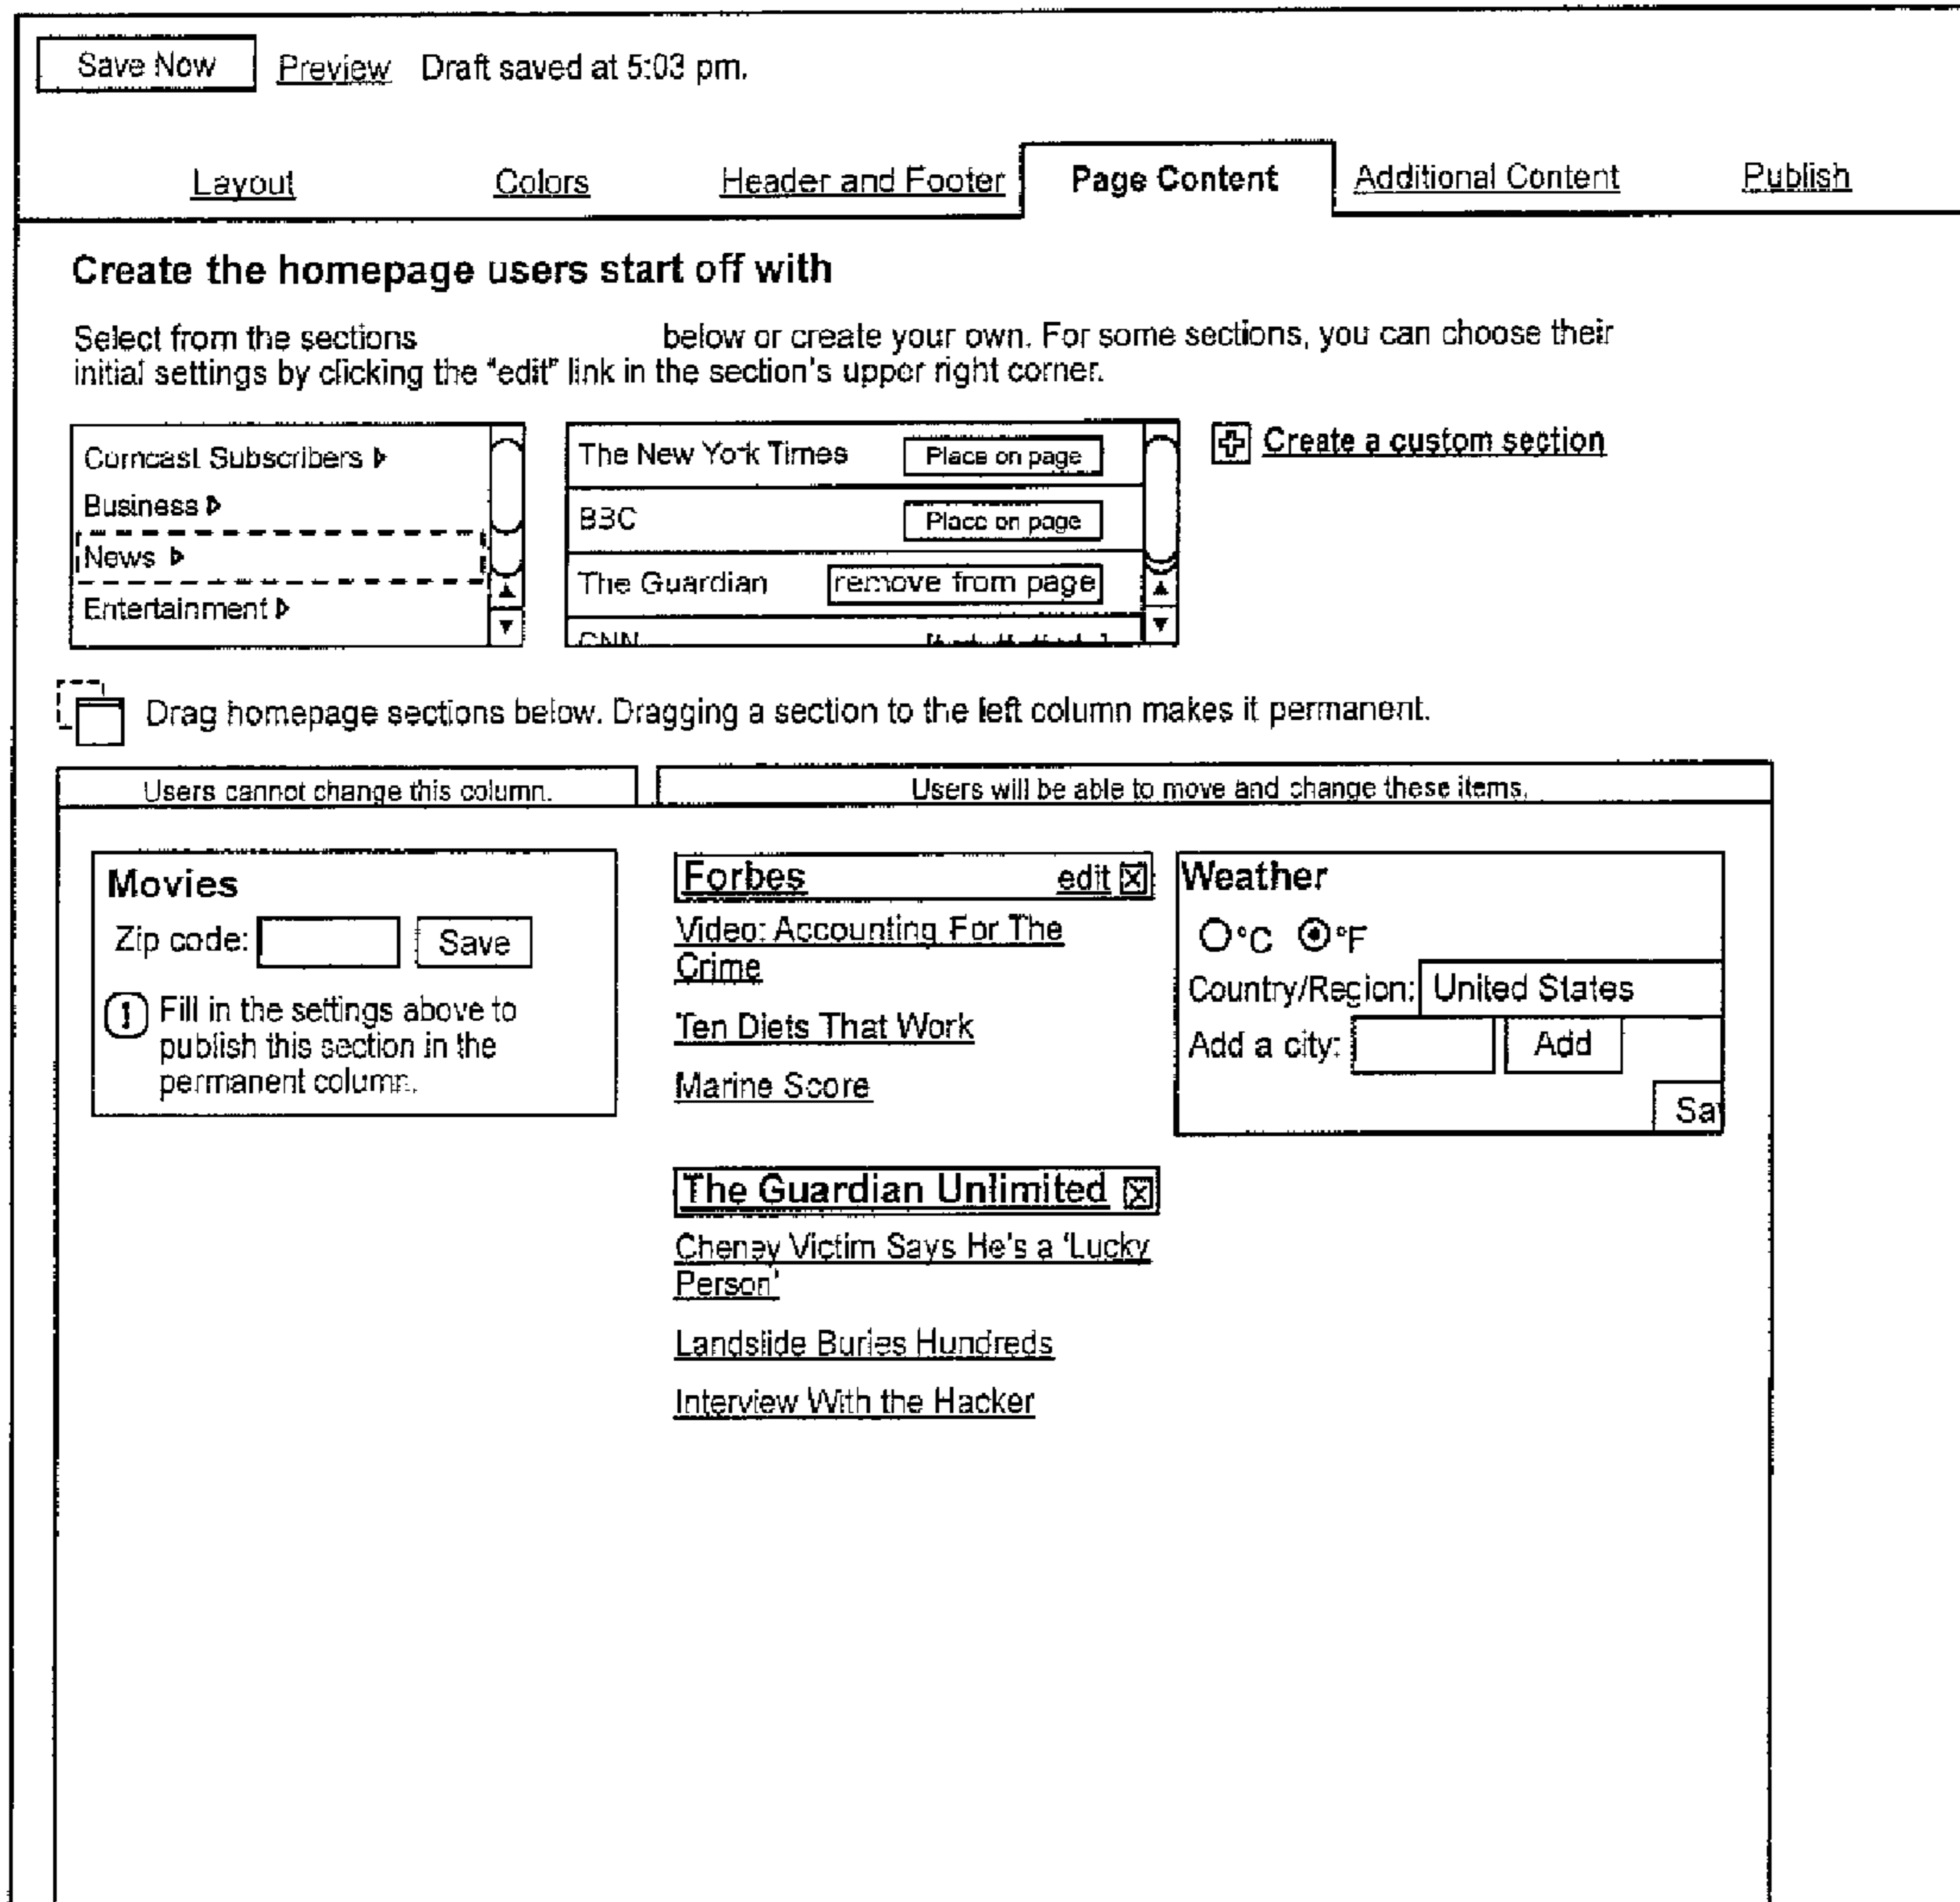 Save Now Preview Draft saved at 5:03 pm.
Layout Colors Header and Footer Page Content Additional Content Publish
Create the homepage users start off with
Select from the sections below or create your own. For some sections, you can choose their
initial settings by clicking the "edit" link in the section's upper right corner.
Comcast Subscribers
Business
News
Entertainment
The New York Times Place on page
BBC Place on page
The Guardian remove from page
CNN
Create a custom section
Drag homepage sections below. Dragging a section to the left column makes it permanent.
Users cannot change this column.
Users will be able to move and change these items.
Movies
Zip code: Save
1 Fill in the settings above to
publish this section in the
permanent column.
Forbes edit
Video: Accounting For The
Crime
Ten Diets That Work
Marine Score
The Guardian Unlimited
Cheney Victim Says He's a 'Lucky
Person'
Landslide Buries Hundreds
Interview With the Hacker
Weather
°C °F
Country/Region: United States
Add a city: Add
Sav